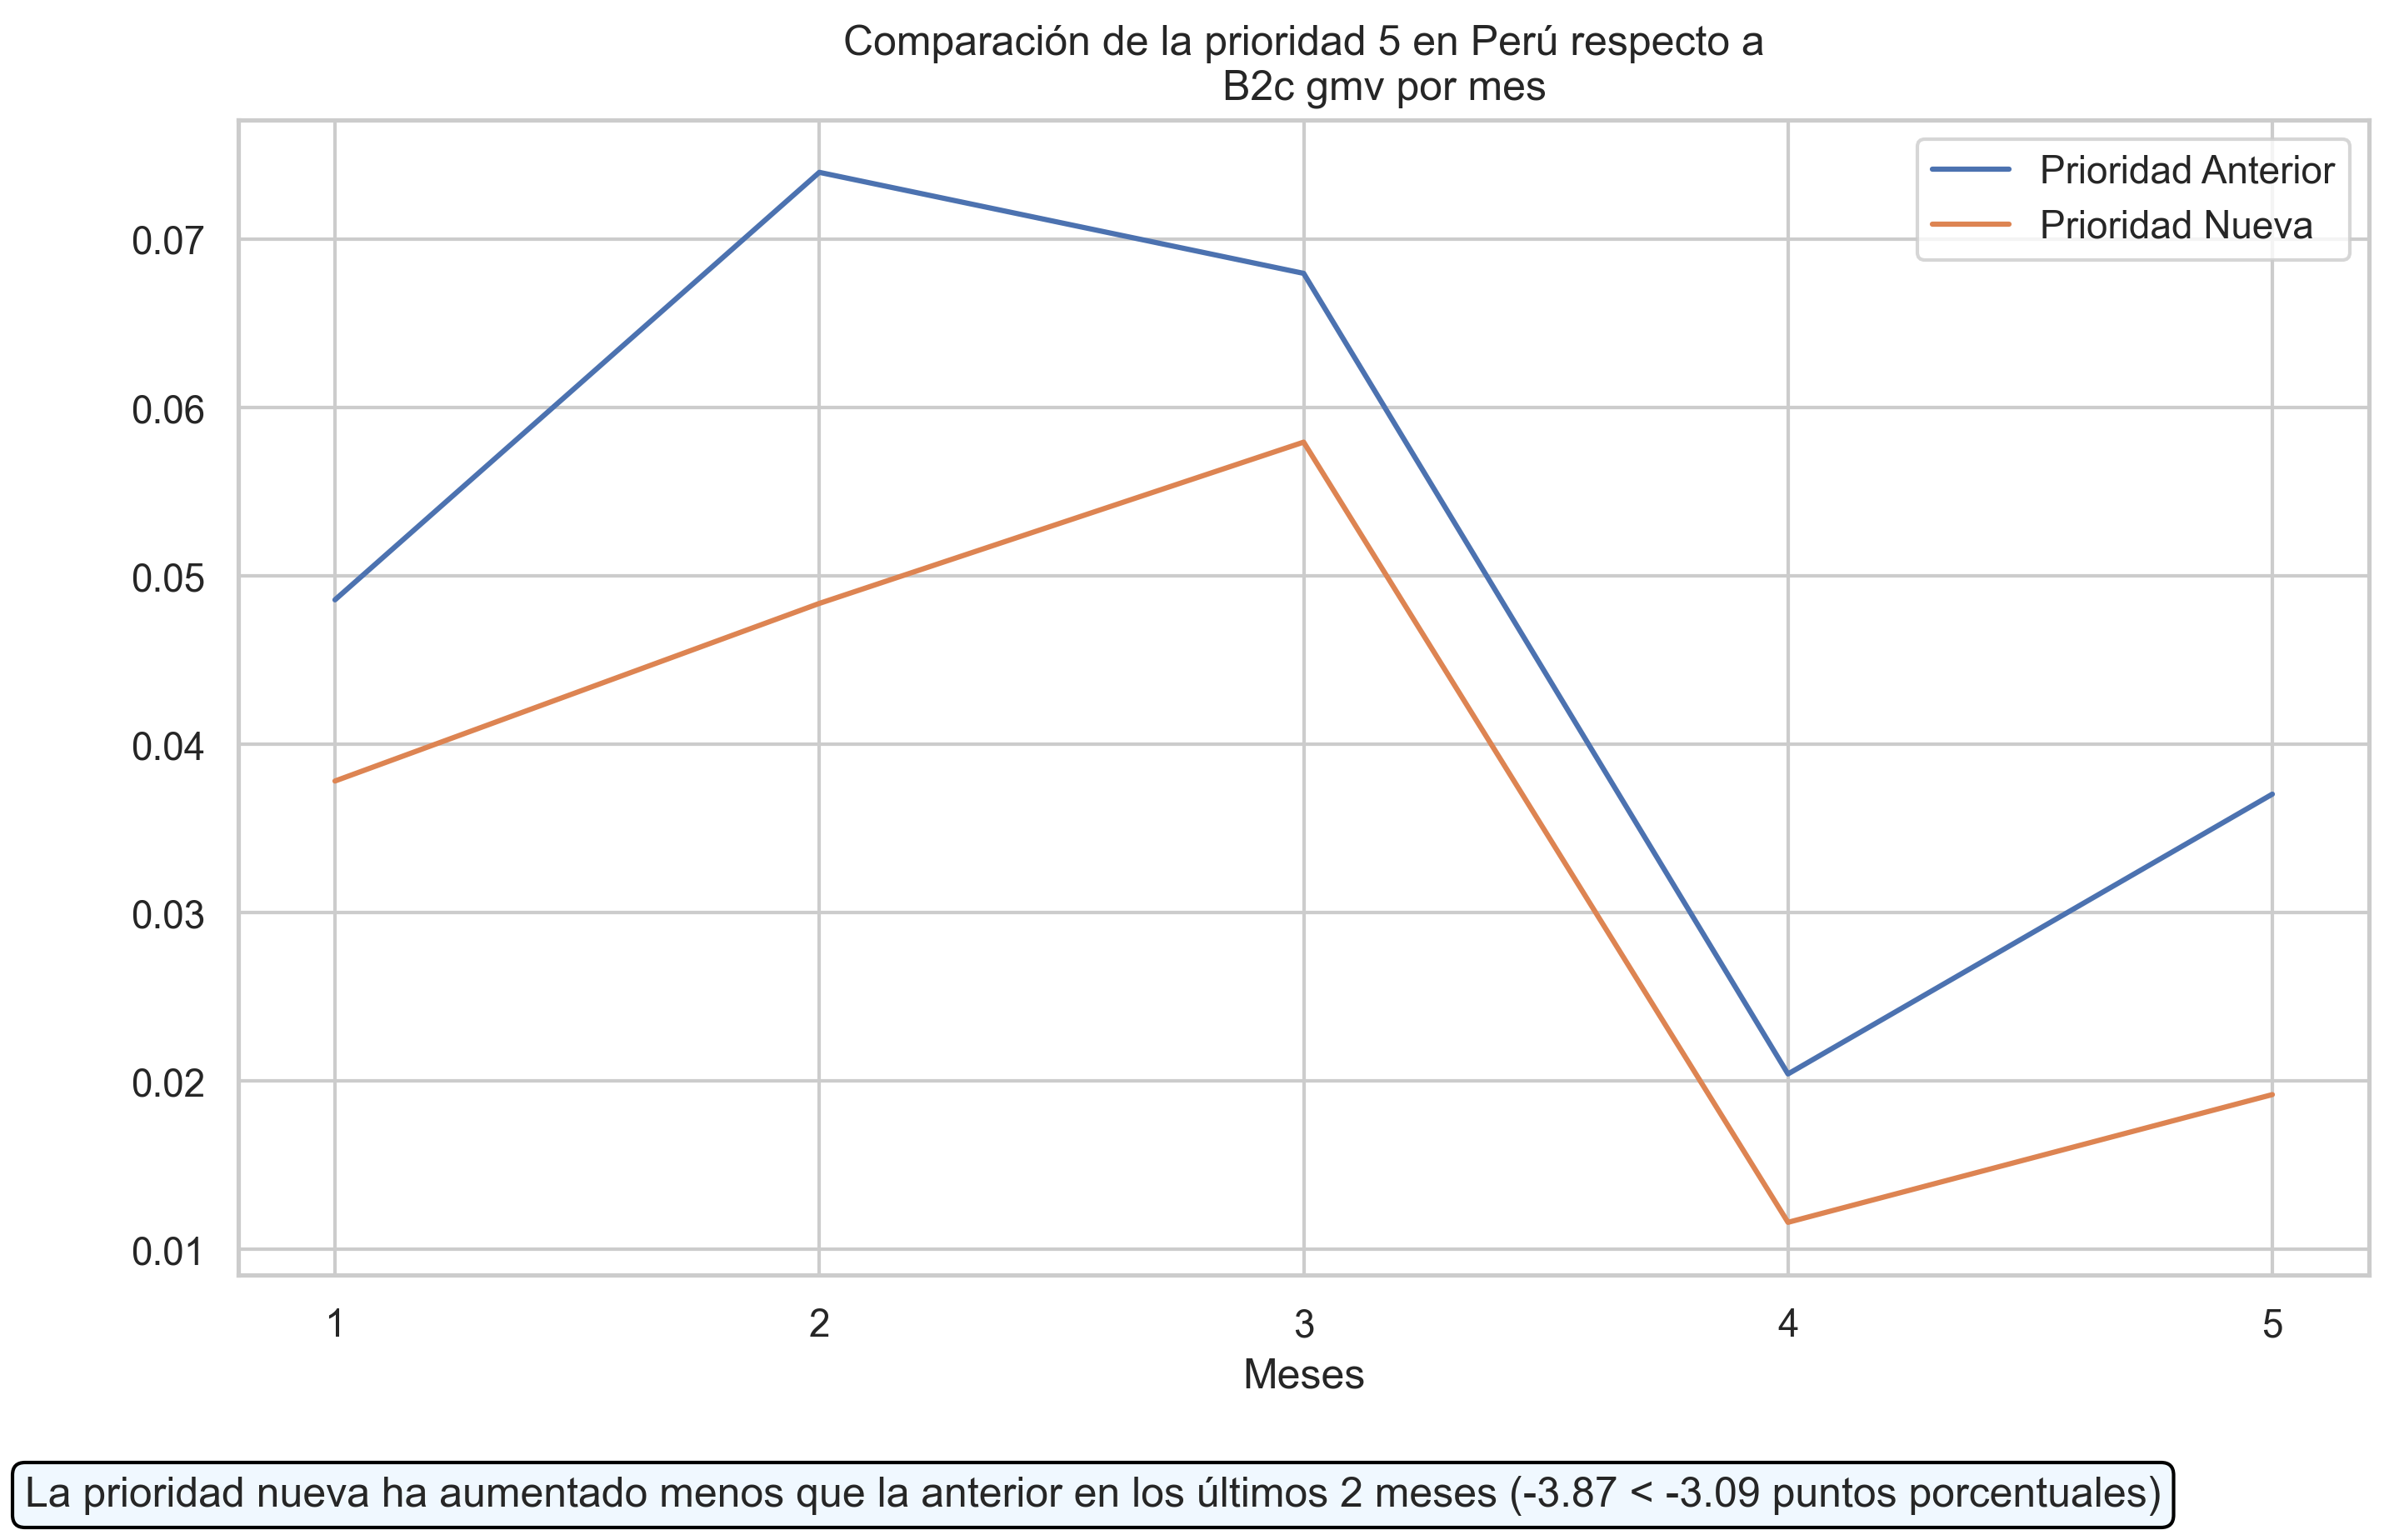 Comparación de la prioridad 5 en Perú respecto a
B2c gmv por mes
Prioridad Anterior
Prioridad Nueva
0.07
0.06
0.05
0.04
0.03
0.02
0.01
1 2 3 4 5
Meses
La prioridad nueva ha aumentado menos que la anterior en los últimos 2 meses (-3.87 < -3.09 puntos porcentuales)